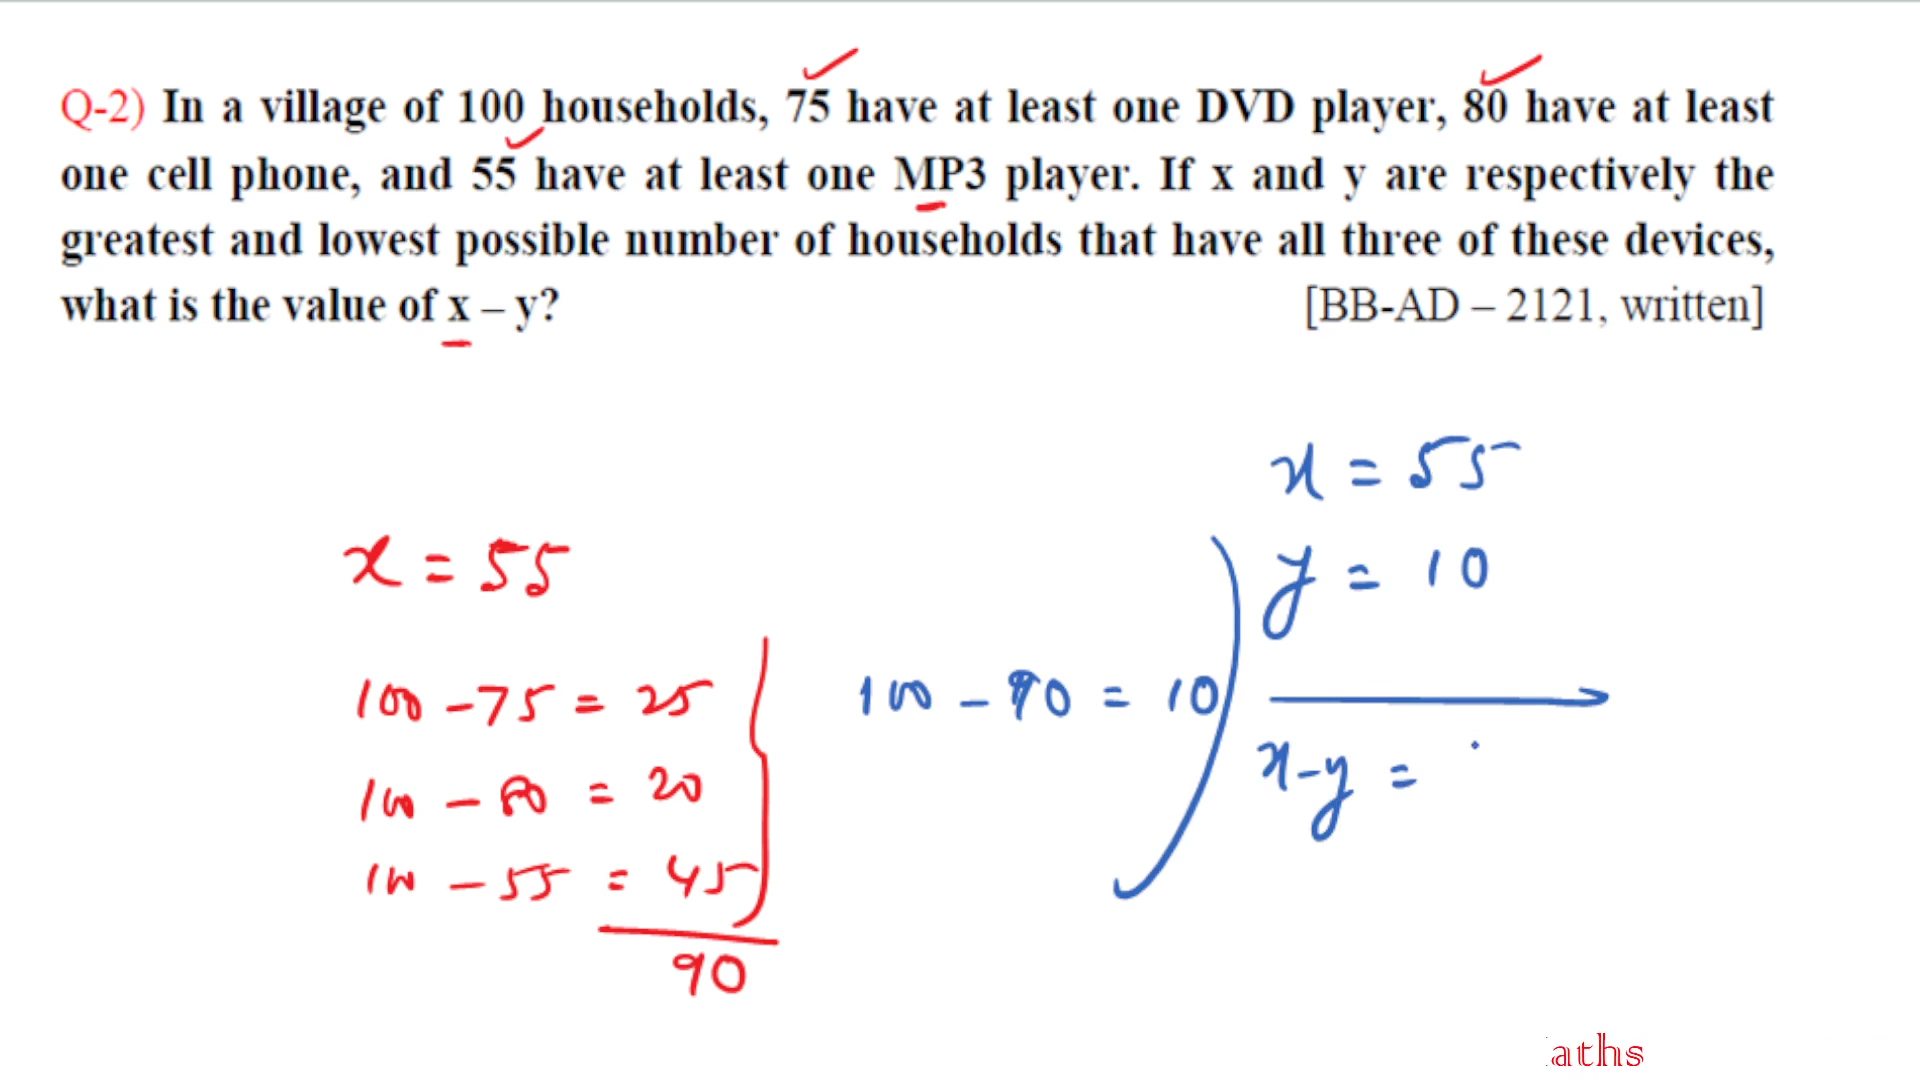 Q-2) In a village of 100 households, 75 have at least one DVD player, 80 have at least
one cell phone, and 55 have at least one MP3 player. If x and y are respectively the
greatest and lowest possible number of households that have all three of these devices,
what is the value of x – y? [BB-AD – 2121, written]
x = 55
100 - 75 = 25
100 - 80 = 20
100 - 55 = 45
90
100 - 90 = 10
x = 55
y = 10
x-y =
aths